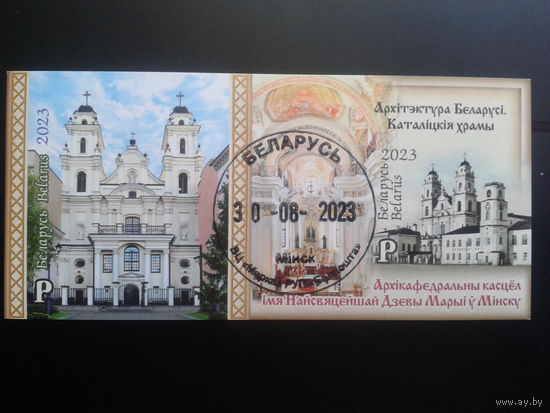 Беларусь Belarus 2023
P
Архітэктура Беларусі.
Каталіцкія храмы
2023
Беларусь
Belarus
P
Архікафедральны касцёл
імя Найсвяцейшай Дзевы Марыі ў Мінску
БЕЛАРУСЬ
30-08-2023
МІНСК
www.ay.by